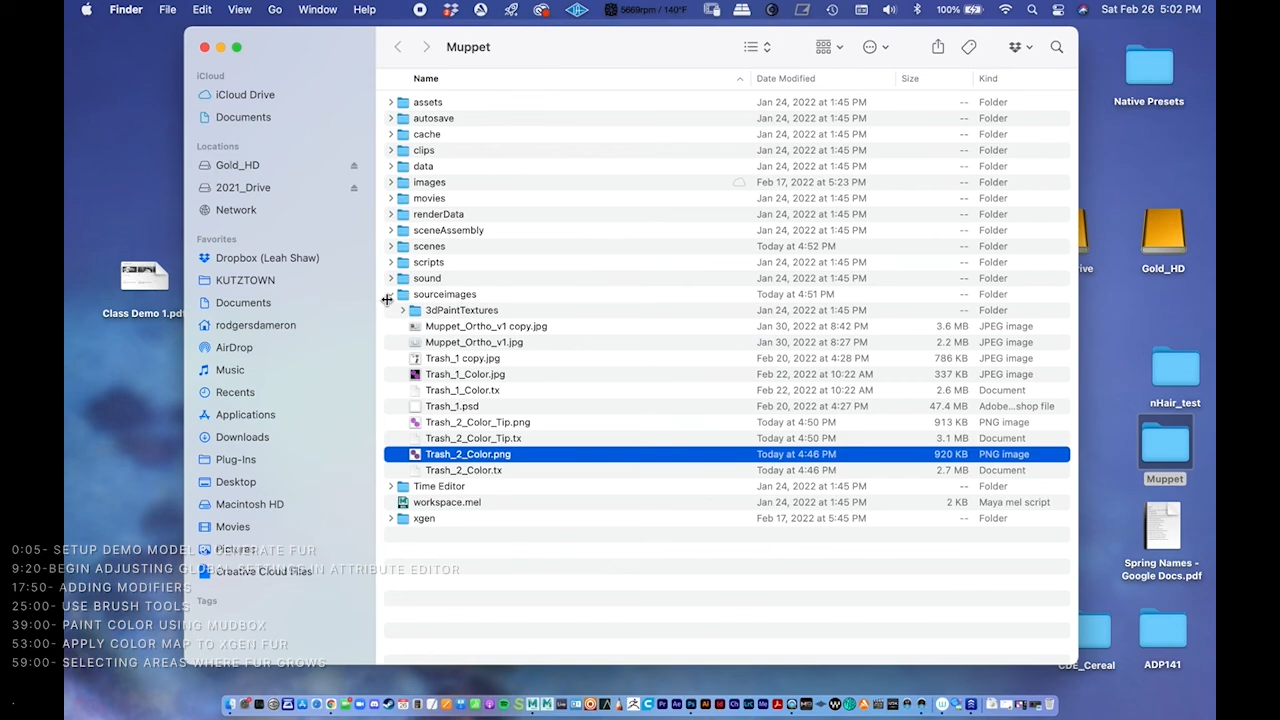 Finder File Edit View Go Window Help 5669rpm / 140°F 100% Sat Feb 26 5:02 PM
Muppet
iCloud
iCloud Drive
Documents
Locations
Gold_HD
2021_Drive
Network
Favorites
Dropbox (Leah Shaw)
KUTZTOWN
Documents
rodgersdameron
AirDrop
Music
Recents
Applications
Downloads
Plug-Ins
Desktop
Macintosh HD
Movies
Pictures
Creative Cloud Files
Tags
Name Date Modified Size Kind
assets Jan 24, 2022 at 1:45 PM -- Folder
autosave Jan 24, 2022 at 1:45 PM -- Folder
cache Jan 24, 2022 at 1:45 PM -- Folder
clips Jan 24, 2022 at 1:45 PM -- Folder
data Jan 24, 2022 at 1:45 PM -- Folder
images Feb 17, 2022 at 5:23 PM -- Folder
movies Jan 24, 2022 at 1:45 PM -- Folder
renderData Jan 24, 2022 at 1:45 PM -- Folder
sceneAssembly Jan 24, 2022 at 1:45 PM -- Folder
scenes Today at 4:52 PM -- Folder
scripts Jan 24, 2022 at 1:45 PM -- Folder
sound Jan 24, 2022 at 1:45 PM -- Folder
sourceimages Today at 4:51 PM -- Folder
3dPaintTextures Jan 24, 2022 at 1:45 PM -- Folder
Muppet_Ortho_v1 copy.jpg Jan 30, 2022 at 8:42 PM 3.6 MB JPEG image
Muppet_Ortho_v1.jpg Jan 30, 2022 at 8:27 PM 2.2 MB JPEG image
Trash_1 copy.jpg Feb 20, 2022 at 4:28 PM 786 KB JPEG image
Trash_1_Color.jpg Feb 22, 2022 at 10:22 AM 337 KB JPEG image
Trash_1_Color.tx Feb 22, 2022 at 10:22 AM 2.6 MB Document
Trash_1.psd Feb 20, 2022 at 4:27 PM 47.4 MB Adobe...shop file
Trash_2_Color_Tip.png Today at 4:50 PM 913 KB PNG image
Trash_2_Color_Tip.tx Today at 4:50 PM 3.1 MB Document
Trash_2_Color.png Today at 4:46 PM 920 KB PNG image
Trash_2_Color.tx Today at 4:46 PM 2.7 MB Document
Time Editor Jan 24, 2022 at 1:45 PM -- Folder
workspace.mel Jan 24, 2022 at 1:45 PM 2 KB Maya mel script
xgen Feb 17, 2022 at 5:45 PM -- Folder
Class Demo 1.pdf
Native Presets
ive
Gold_HD
nHair_test
Muppet
Spring Names -
Google Docs.pdf
CDE_Cereal
ADP141
0:05- SETUP DEMO MODEL GENERATE FUR
9:20-BEGIN ADJUSTING GLOBAL SETTINGS IN ATTRIBUTE EDITOR
17:50- ADDING MODIFIERS
25:00- USE BRUSH TOOLS
39:00- PAINT COLOR USING MUDBOX
53:00- APPLY COLOR MAP TO XGEN FUR
59:00- SELECTING AREAS WHERE FUR GROWS